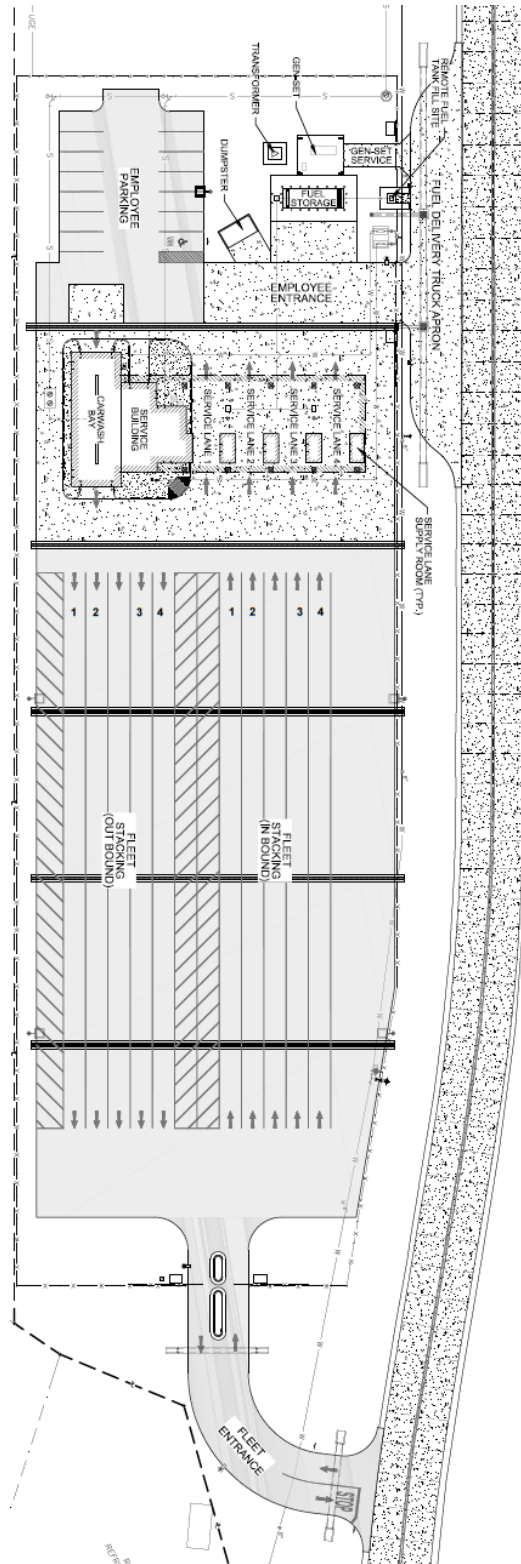 UGE
TRANSFORMER
GEN-SET
REMOTE FUEL
TANK FILL SITE
GEN-SET
SERVICE
FUEL
STORAGE
DUMPSTER
EMPLOYEE
PARKING
FUEL DELIVERY TRUCK APRON
EMPLOYEE
ENTRANCE
CARWASH
BAY
SERVICE
BUILDING
SERVICE LANE 1
SERVICE LANE 2
SERVICE LANE 3
SERVICE LANE 4
SERVICE LANE
SUPPLY ROOM (TYP.)
1
2
3
4
1
2
3
4
FLEET
STACKING
(OUT BOUND)
FLEET
STACKING
(IN BOUND)
FLEET
ENTRANCE
STOP